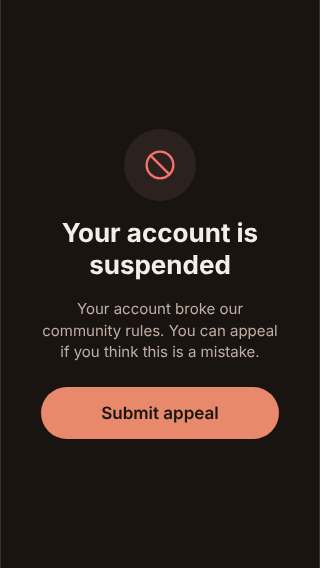 Your account is
suspended
Your account broke our
community rules. You can appeal
if you think this is a mistake.
Submit appeal